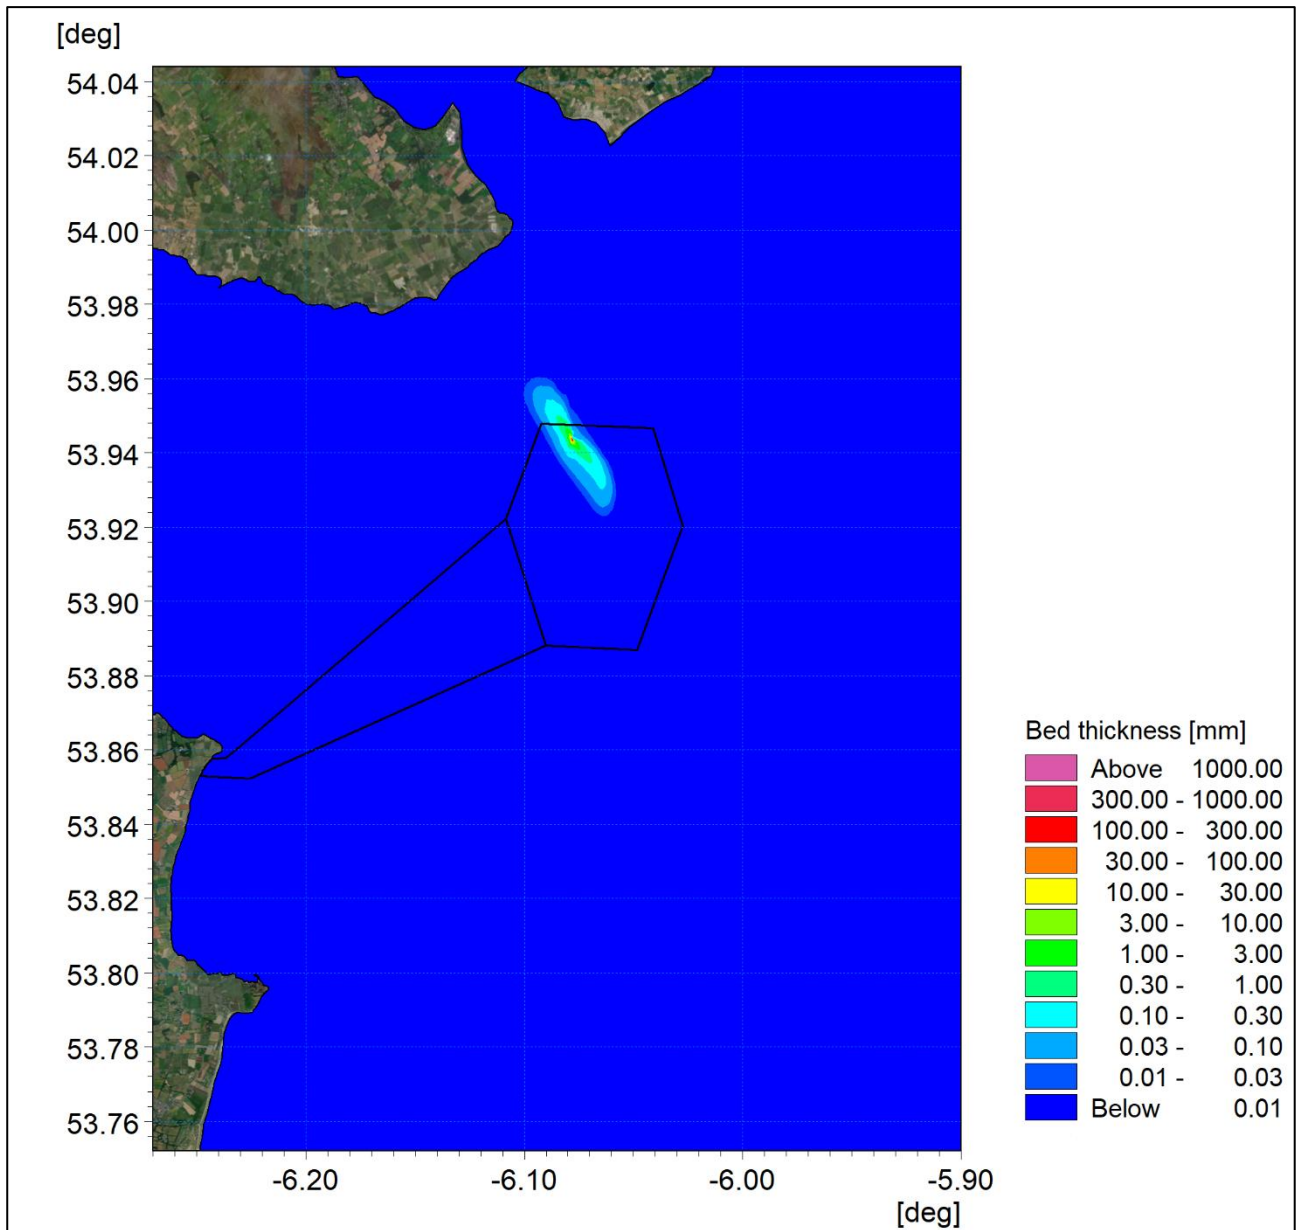 [deg]
54.04
54.02
54.00
53.98
53.96
53.94
53.92
53.90
53.88
53.86
53.84
53.82
53.80
53.78
53.76
-6.20 -6.10 -6.00 -5.90
[deg]
Bed thickness [mm]
Above 1000.00
300.00 - 1000.00
100.00 - 300.00
30.00 - 100.00
10.00 - 30.00
3.00 - 10.00
1.00 - 3.00
0.30 - 1.00
0.10 - 0.30
0.03 - 0.10
0.01 - 0.03
Below 0.01